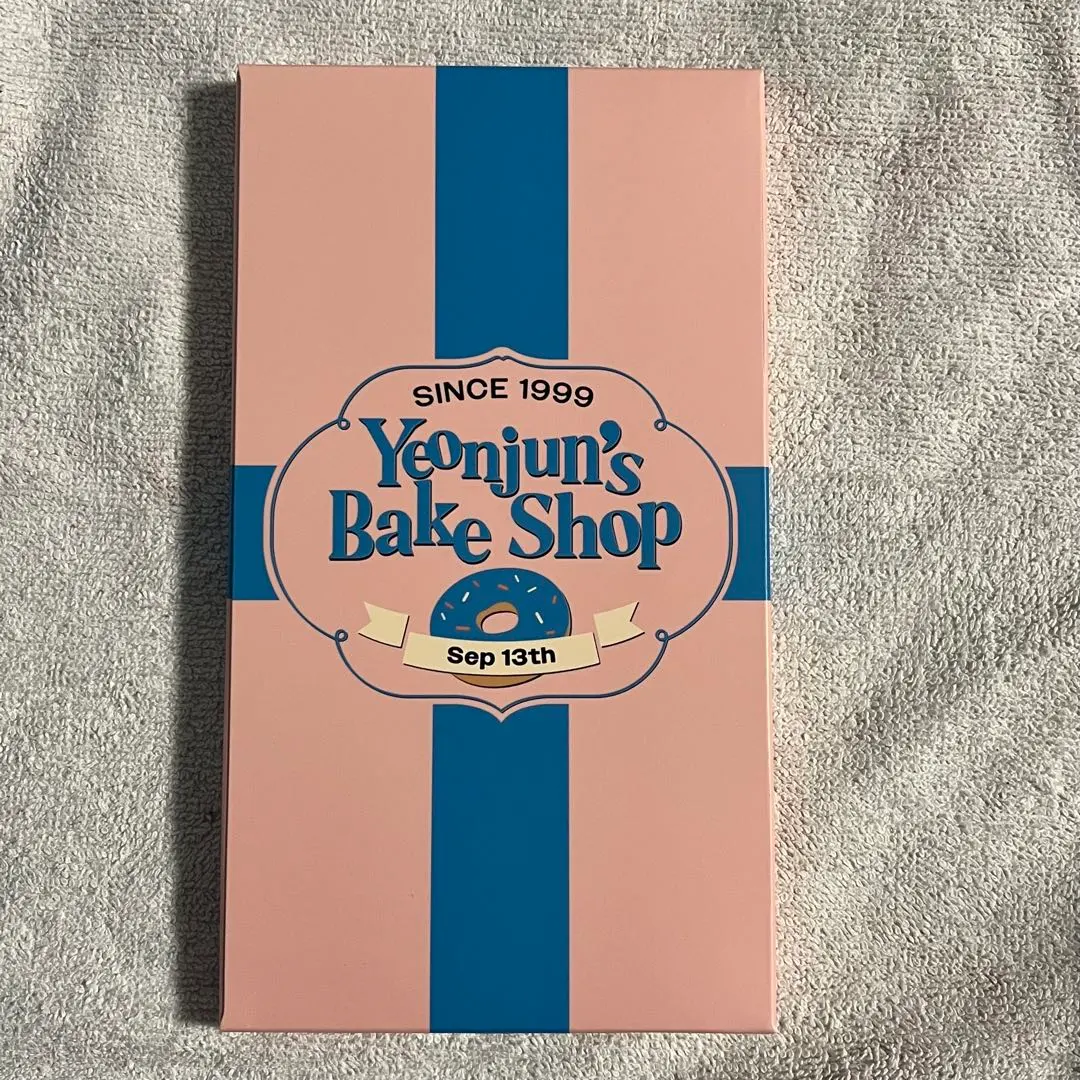 SINCE 1999
Yeonjun's
Bake Shop
Sep 13th